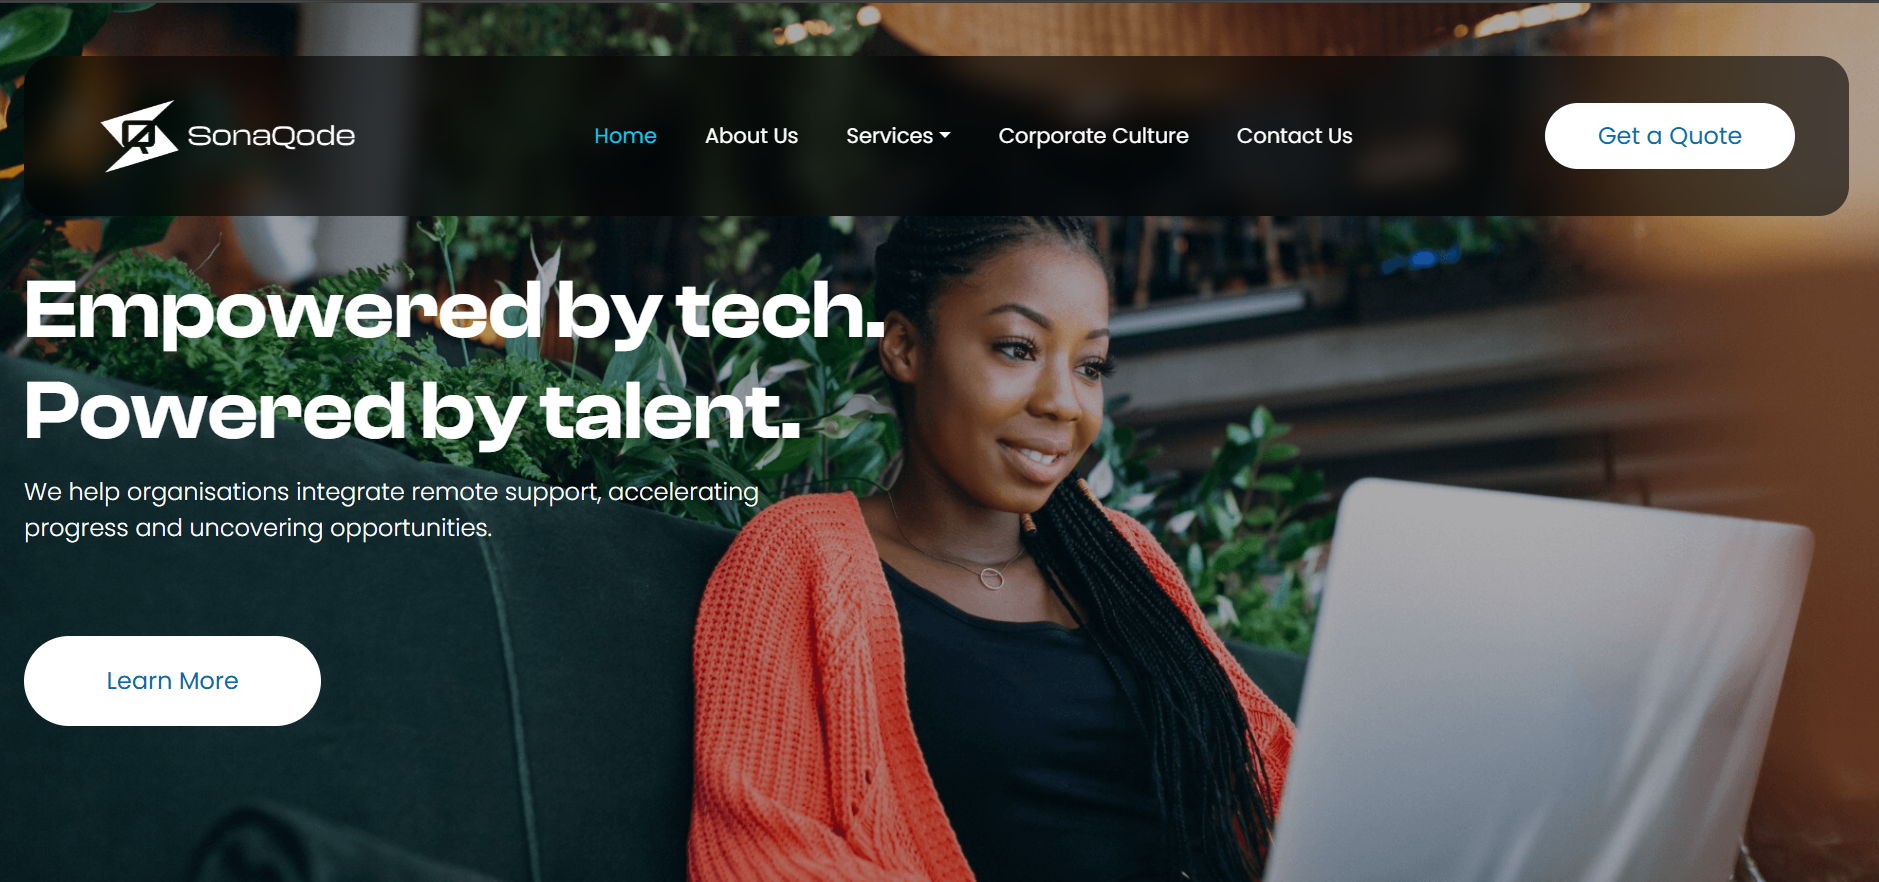 SonaQode
Home
About Us
Services
Corporate Culture
Contact Us
Get a Quote
Empowered by tech.
Powered by talent.
We help organisations integrate remote support, accelerating
progress and uncovering opportunities.
Learn More